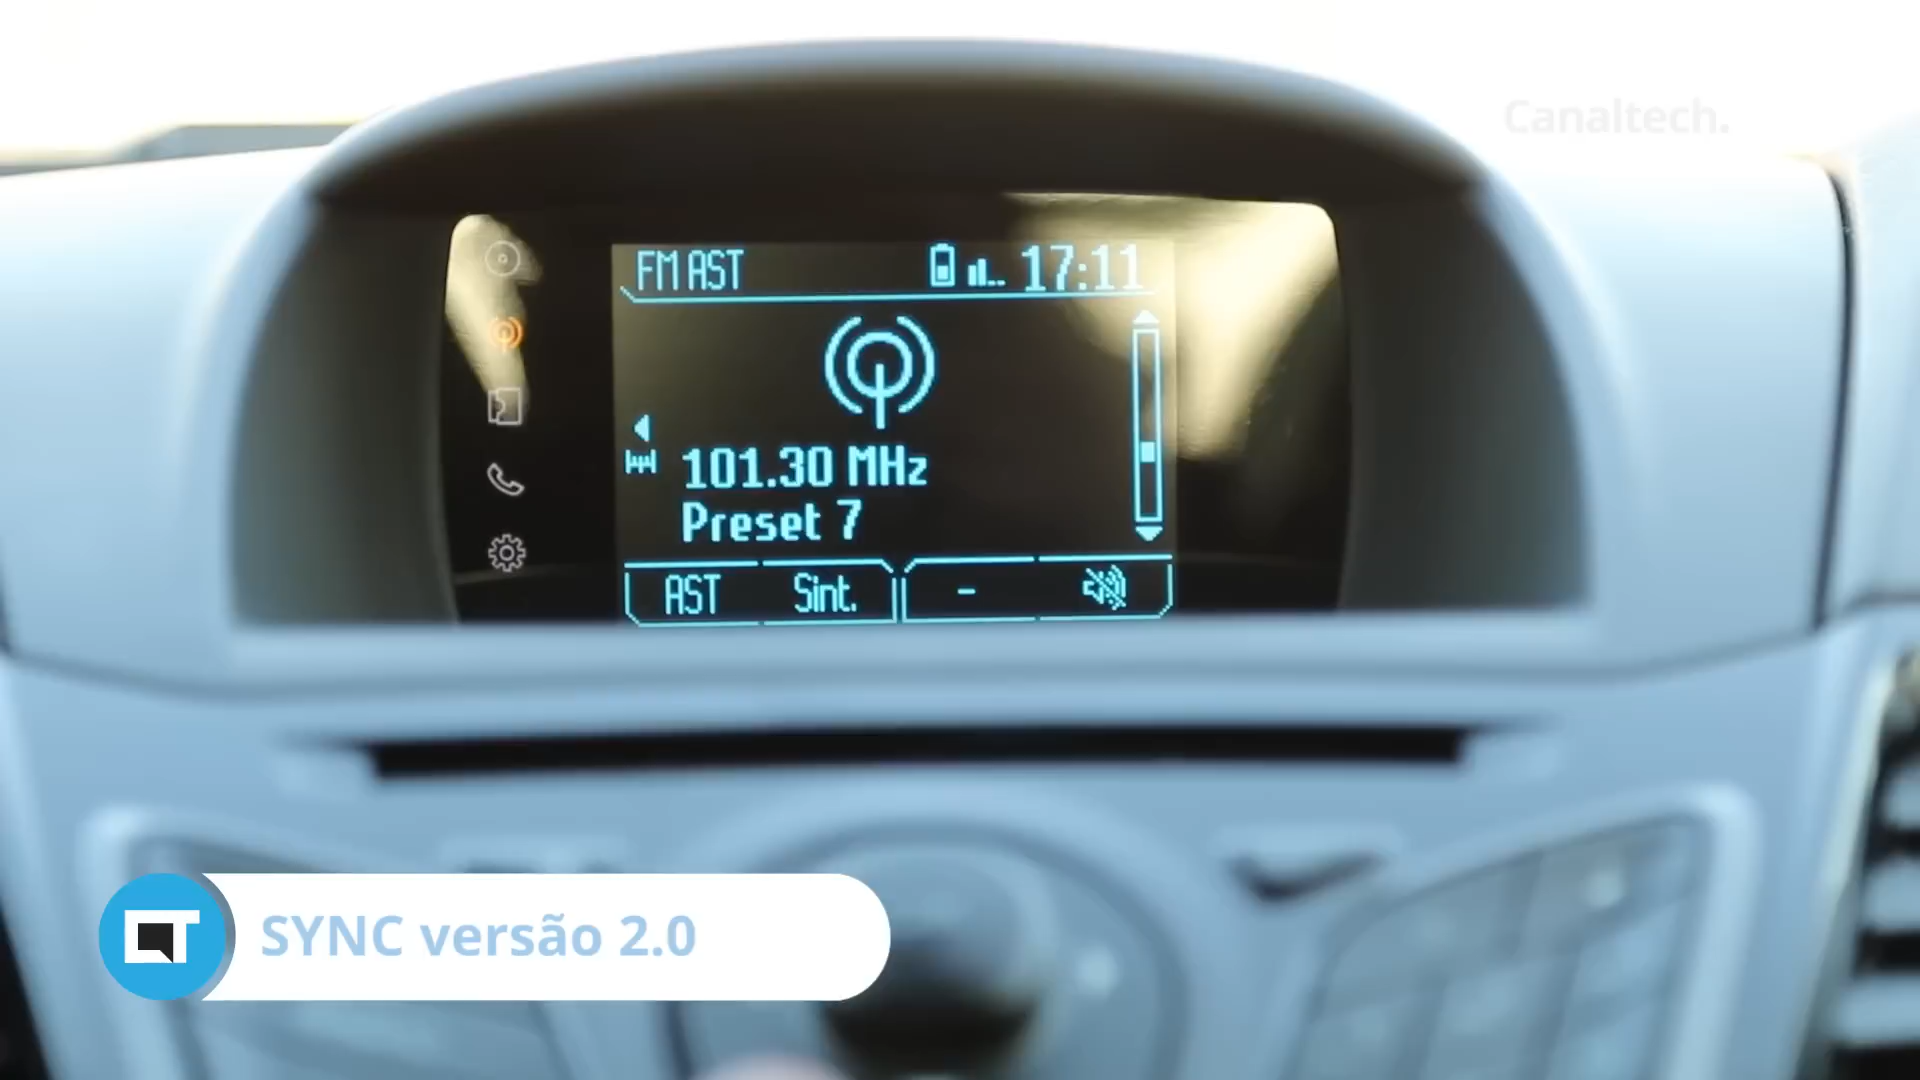 Canaltech.
FM AST 17:11
101.30 MHz
Preset 7
AST Sint. -
SYNC versão 2.0